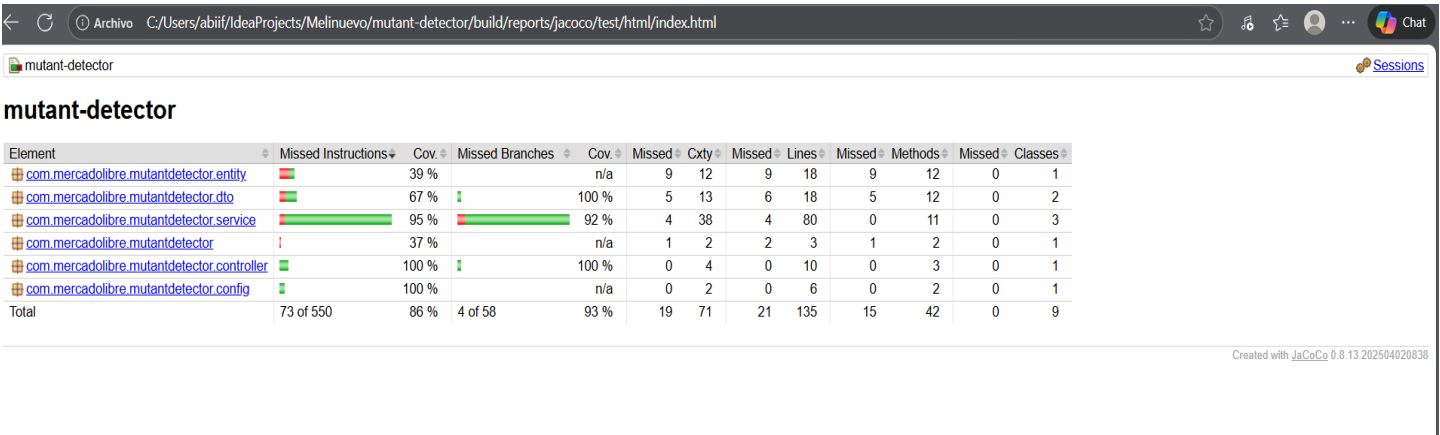 Archivo C:/Users/abiif/IdeaProjects/Melinuevo/mutant-detector/build/reports/jacoco/test/html/index.html Chat
mutant-detector Sessions
mutant-detector
Element Missed Instructions Cov. Missed Branches Cov. Missed Cxty Missed Lines Missed Methods Missed Classes
com.mercadolibre.mutantdetector.entity 39 % n/a 9 12 9 18 9 12 0 1
com.mercadolibre.mutantdetector.dto 67 % 100 % 5 13 6 18 5 12 0 2
com.mercadolibre.mutantdetector.service 95 % 92 % 4 38 4 80 0 11 0 3
com.mercadolibre.mutantdetector 37 % n/a 1 2 2 3 1 2 0 1
com.mercadolibre.mutantdetector.controller 100 % 100 % 0 4 0 10 0 3 0 1
com.mercadolibre.mutantdetector.config 100 % n/a 0 2 0 6 0 2 0 1
Total 73 of 550 86 % 4 of 58 93 % 19 71 21 135 15 42 0 9
Created with JaCoCo 0.8.13.202504020838